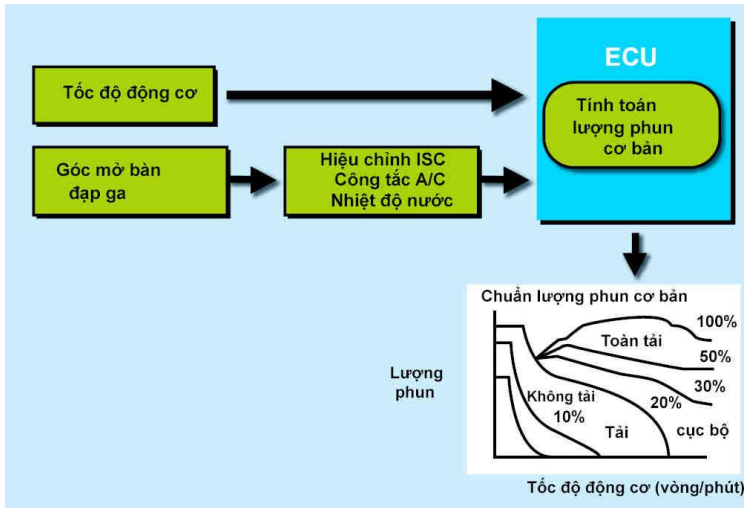 Tốc độ động cơ
ECU
Tính toán
lượng phun
cơ bản
Góc mở bàn
đạp ga
Hiệu chỉnh ISC
Công tắc A/C
Nhiệt độ nước
Chuẩn lượng phun cơ bản
100%
Toàn tải
50%
Lượng
phun
30%
Không tải
20%
10%
Tải
cục bộ
Tốc độ động cơ (vòng/phút)